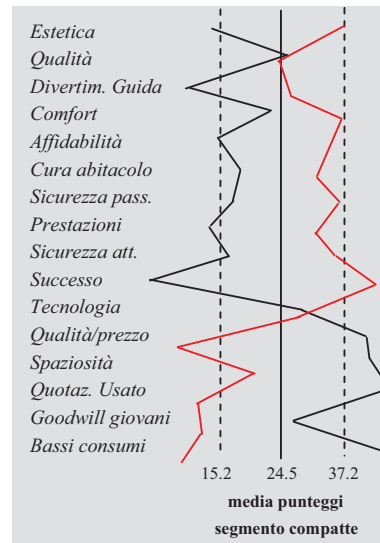 Estetica
Qualità
Divertim. Guida
Comfort
Affidabilità
Cura abitacolo
Sicurezza pass.
Prestazioni
Sicurezza att.
Successo
Tecnologia
Qualità/prezzo
Spaziosità
Quotaz. Usato
Goodwill giovani
Bassi consumi
15.2 24.5 37.2
media punteggi
segmento compatte